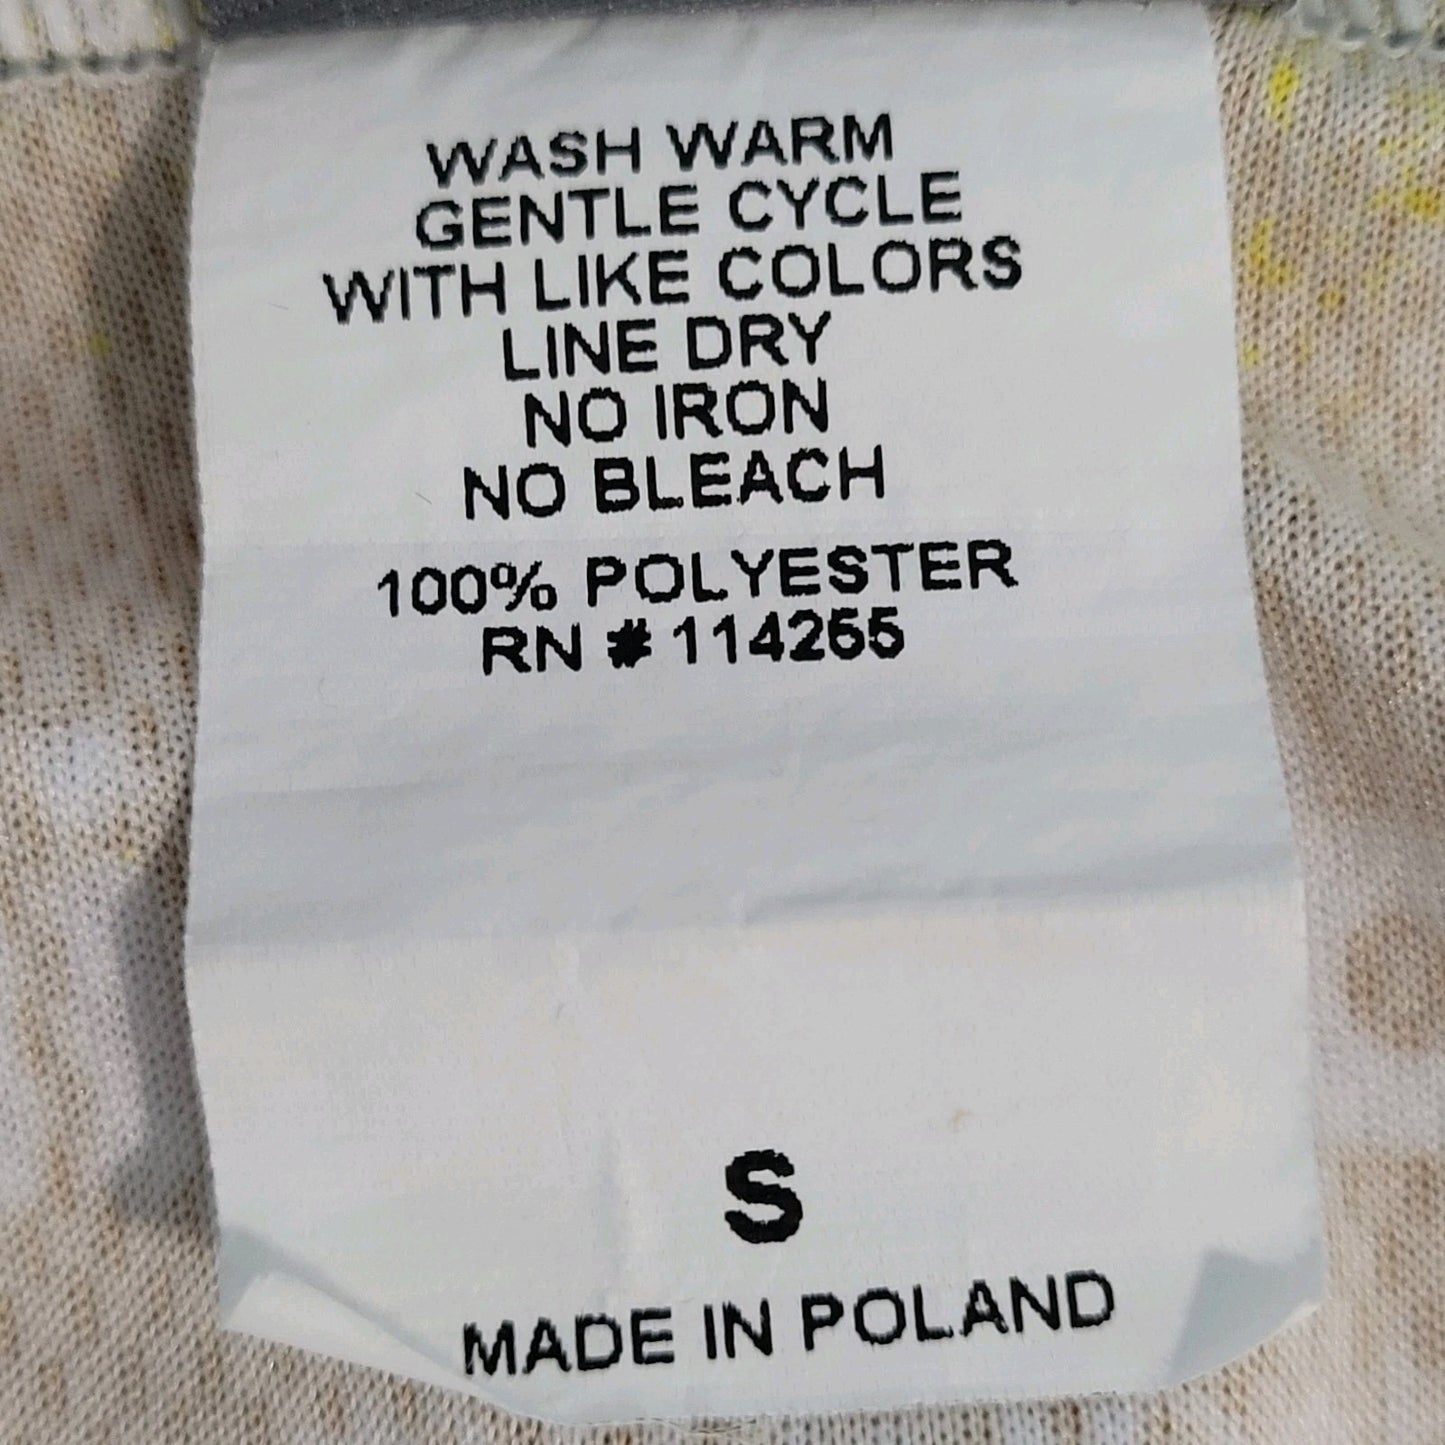 WASH WARM
GENTLE CYCLE
WITH LIKE COLORS
LINE DRY
NO IRON
NO BLEACH
100% POLYESTER
RN # 114255
S
MADE IN POLAND